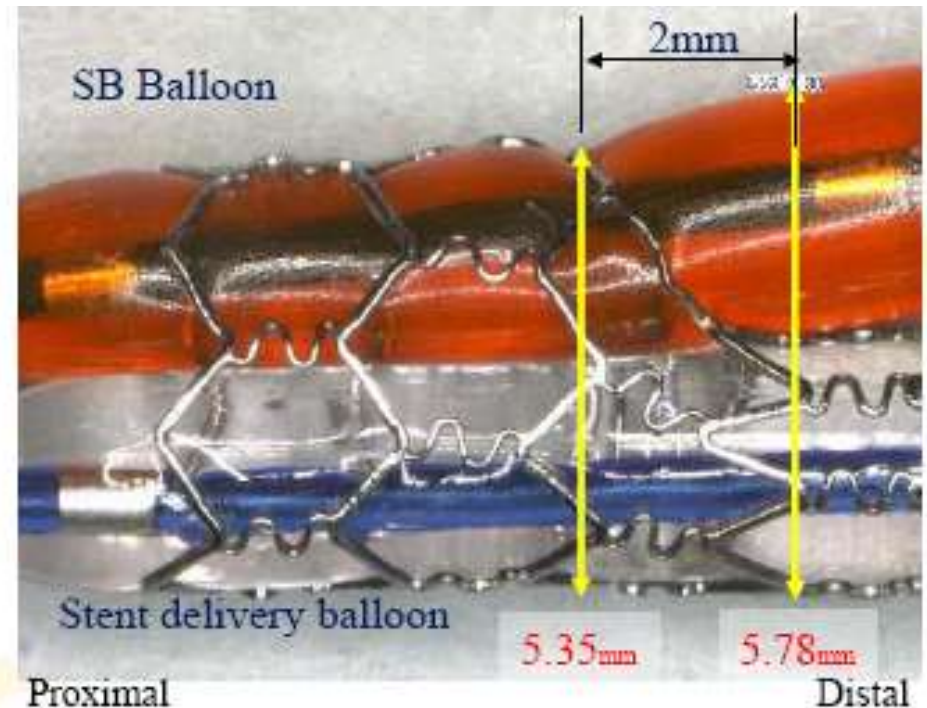 2mm
SB Balloon
Stent delivery balloon
5.35mm
5.78mm
Proximal
Distal